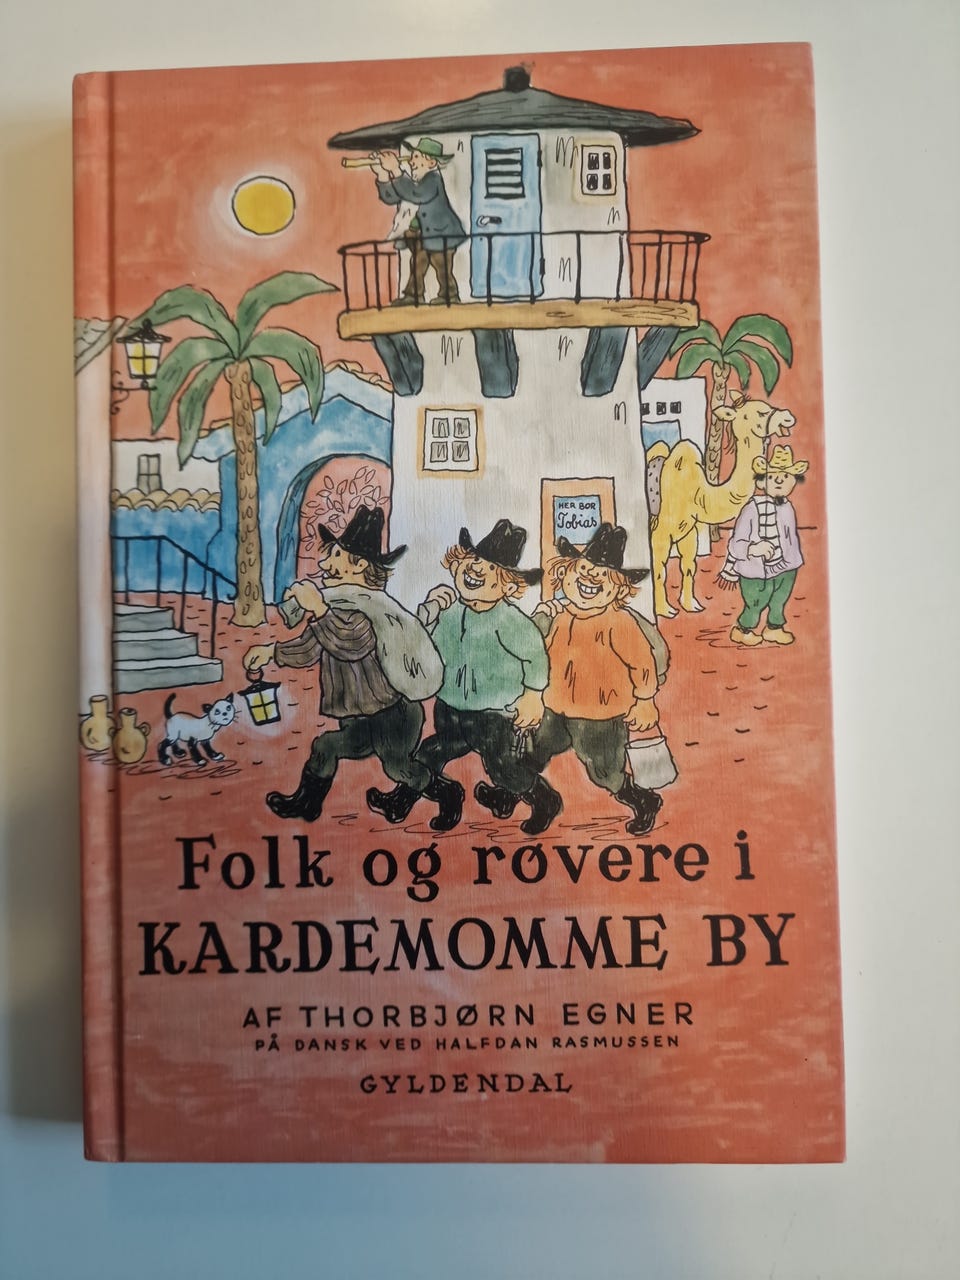 HER BOR
Tobias
Folk og røvere i
KARDEMOMME BY
AF THORBJØRN EGNER
PÅ DANSK VED HALFDAN RASMUSSEN
GYLDENDAL